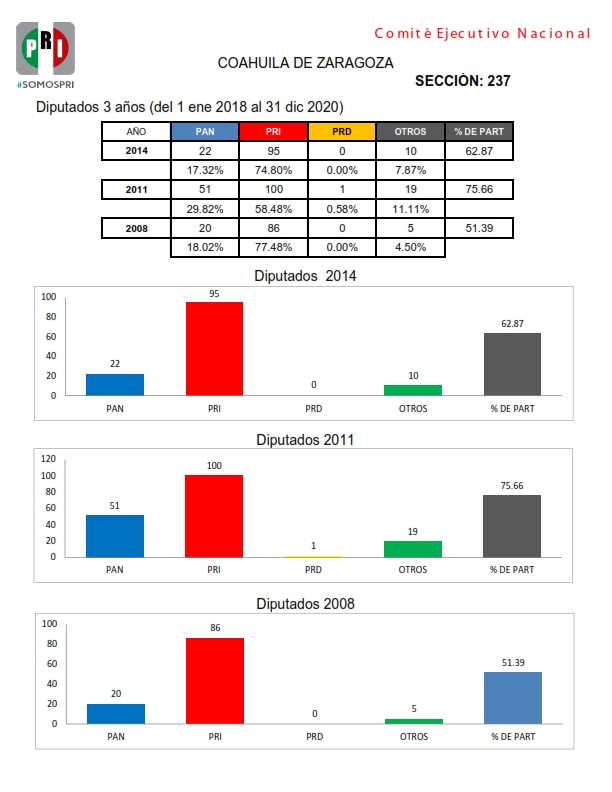 PRI
#SOMOSPRI
Comité Ejecutivo Nacional
COAHUILA DE ZARAGOZA
SECCIÓN: 237
Diputados 3 años (del 1 ene 2018 al 31 dic 2020)
AÑO PAN PRI PRD OTROS % DE PART
2014 22 95 0 10 62.87
17.32% 74.80% 0.00% 7.87%
2011 51 100 1 19 75.66
29.82% 58.48% 0.58% 11.11%
2008 20 86 0 5 51.39
18.02% 77.48% 0.00% 4.50%
Diputados 2014
100
80
60
40
20
0
22 95 0 10 62.87
PAN PRI PRD OTROS % DE PART
Diputados 2011
120
100
80
60
40
20
0
51 100 1 19 75.66
PAN PRI PRD OTROS % DE PART
Diputados 2008
100
80
60
40
20
0
20 86 0 5 51.39
PAN PRI PRD OTROS % DE PART